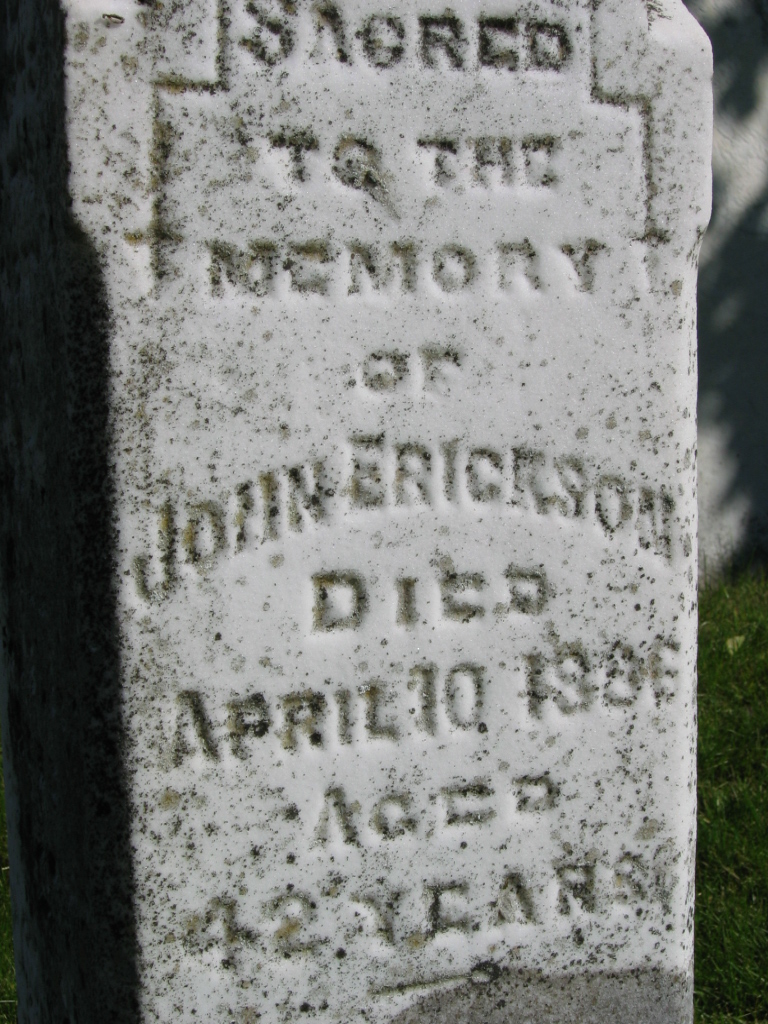 SACRED
TO THE
MEMORY
OF
JOHN ERICKSON
DIED
APRIL 10
AGED
42 YEARS